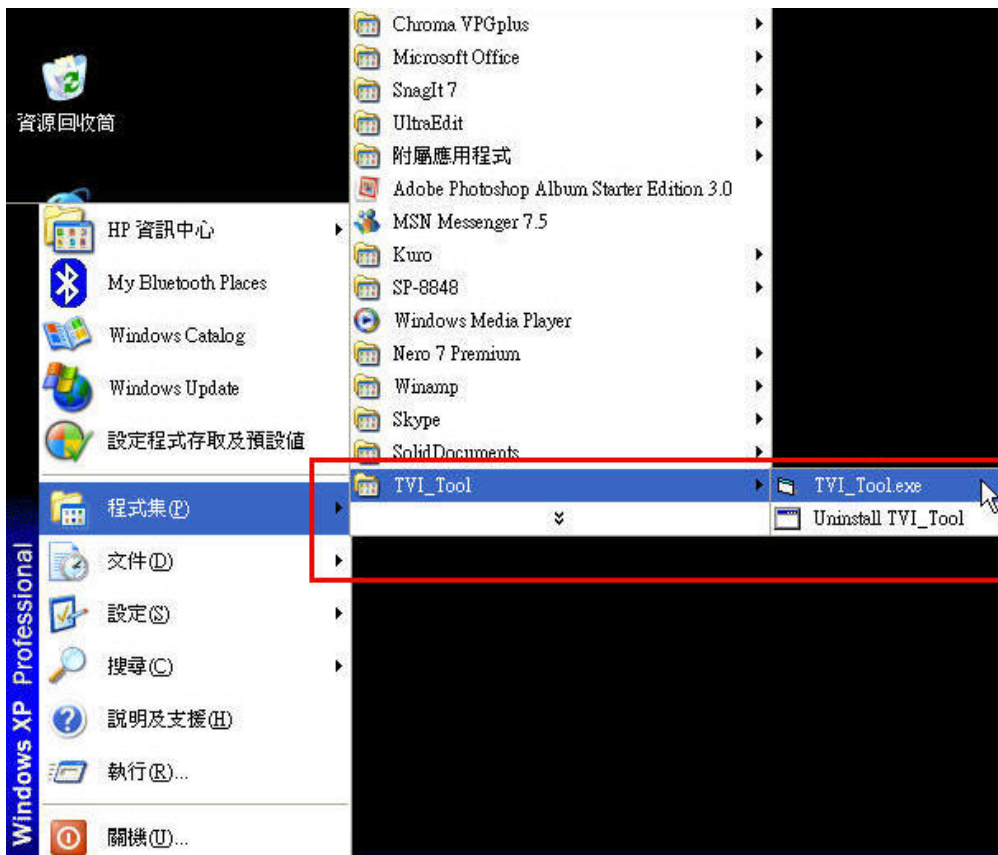 資源回收筒
HP 資訊中心
My Bluetooth Places
Windows Catalog
Windows Update
設定程式存取及預設值
程式集(P)
文件(D)
設定(S)
搜尋(C)
說明及支援(H)
執行(R)...
關機(U)...
Windows XP Professional
Chroma VPGplus
Microsoft Office
SnagIt 7
UltraEdit
附屬應用程式
Adobe Photoshop Album Starter Edition 3.0
MSN Messenger 7.5
Kuro
SP-8848
Windows Media Player
Nero 7 Premium
Winamp
Skype
SolidDocuments
TVI_Tool
TVI_Tool.exe
Uninstall TVI_Tool